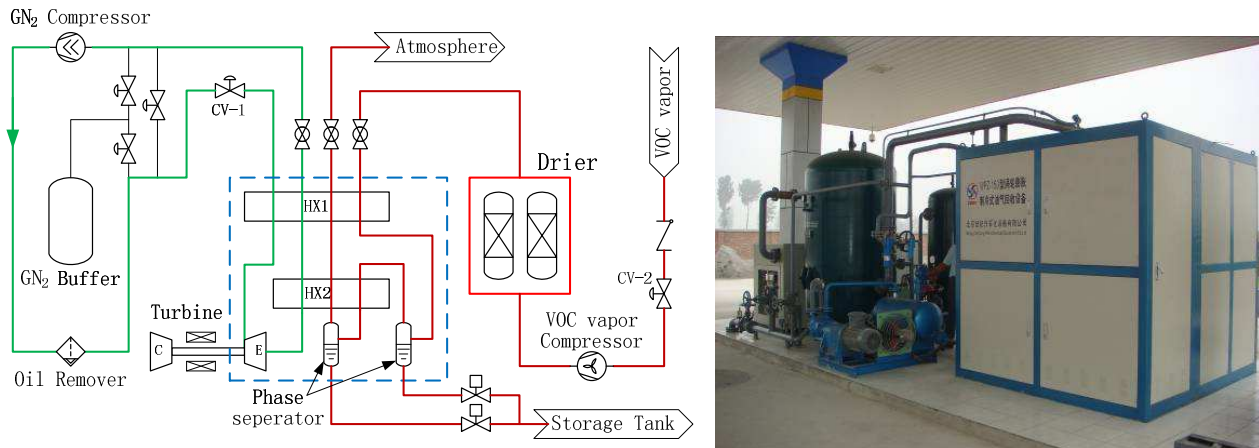 GN2 Compressor
Atmosphere
CV-1
VOC vapor
Drier
HX1
GN2 Buffer
HX2
CV-2
Turbine
VOC vapor
Compressor
C
E
Oil Remover
Phase
seperator
Storage Tank